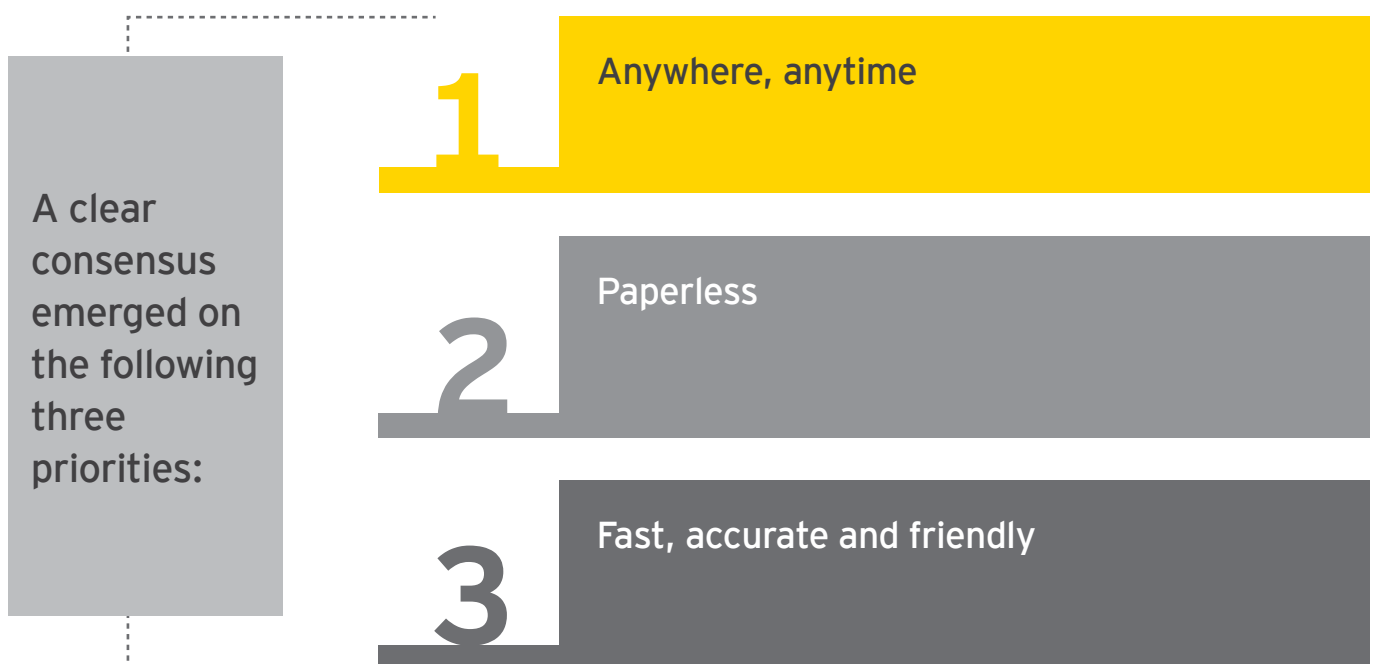 A clear
consensus
emerged on
the following
three
priorities:
1
Anywhere, anytime
2
Paperless
3
Fast, accurate and friendly